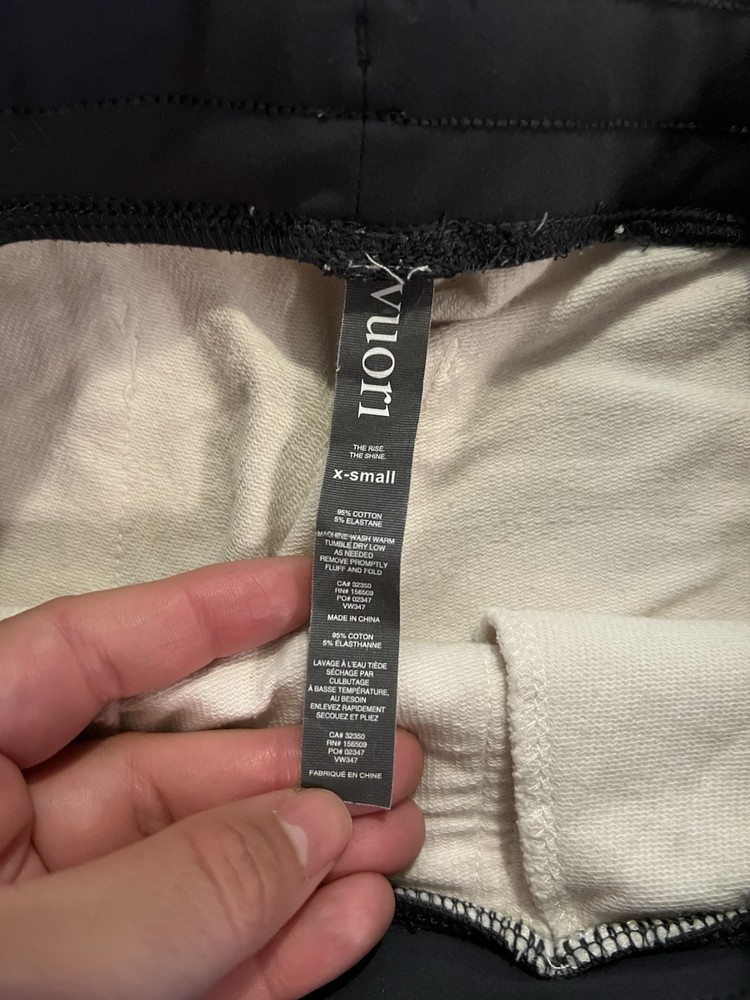 vuori
THE RISE.
THE SHINE.
x-small
95% COTTON
5% ELASTANE
MACHINE WASH WARM
TUMBLE DRY LOW
AS NEEDED
REMOVE PROMPTLY
FLUFF AND FOLD
CA# 32350
RN# 156509
PO# 02347
VW347
MADE IN CHINA
95% COTON
5% ÉLASTHANNE
LAVAGE À L'EAU TIÈDE
SÉCHAGE PAR
CULBUTAGE
À BASSE TEMPÉRATURE,
AU BESOIN
ENLEVEZ RAPIDEMENT
SECOUEZ ET PLIEZ
CA# 32350
RN# 156509
PO# 02347
VW347
FABRIQUÉ EN CHINE